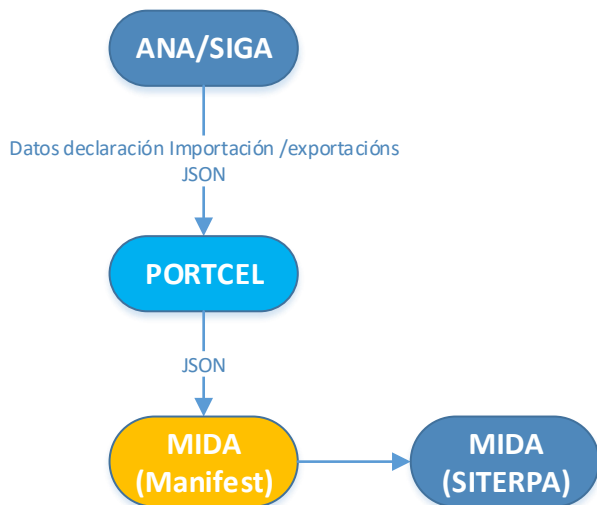 ANA/SIGA
Datos declaración Importación /exportacións
JSON
PORTCEL
JSON
MIDA
(Manifest)
MIDA
(SITERPA)